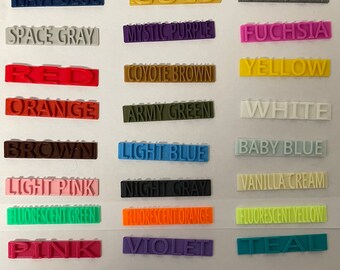 SPACE GRAY MYSTIC PURPLE FUCHSIA
RED COYOTE BROWN YELLOW
ORANGE ARMY GREEN WHITE
BROWN LIGHT BLUE BABY BLUE
LIGHT PINK NIGHT GRAY VANILLA CREAM
FLUORESCENT GREEN FLUORESCENT ORANGE FLUORESCENT YELLOW
PINK VIOLET TEAL